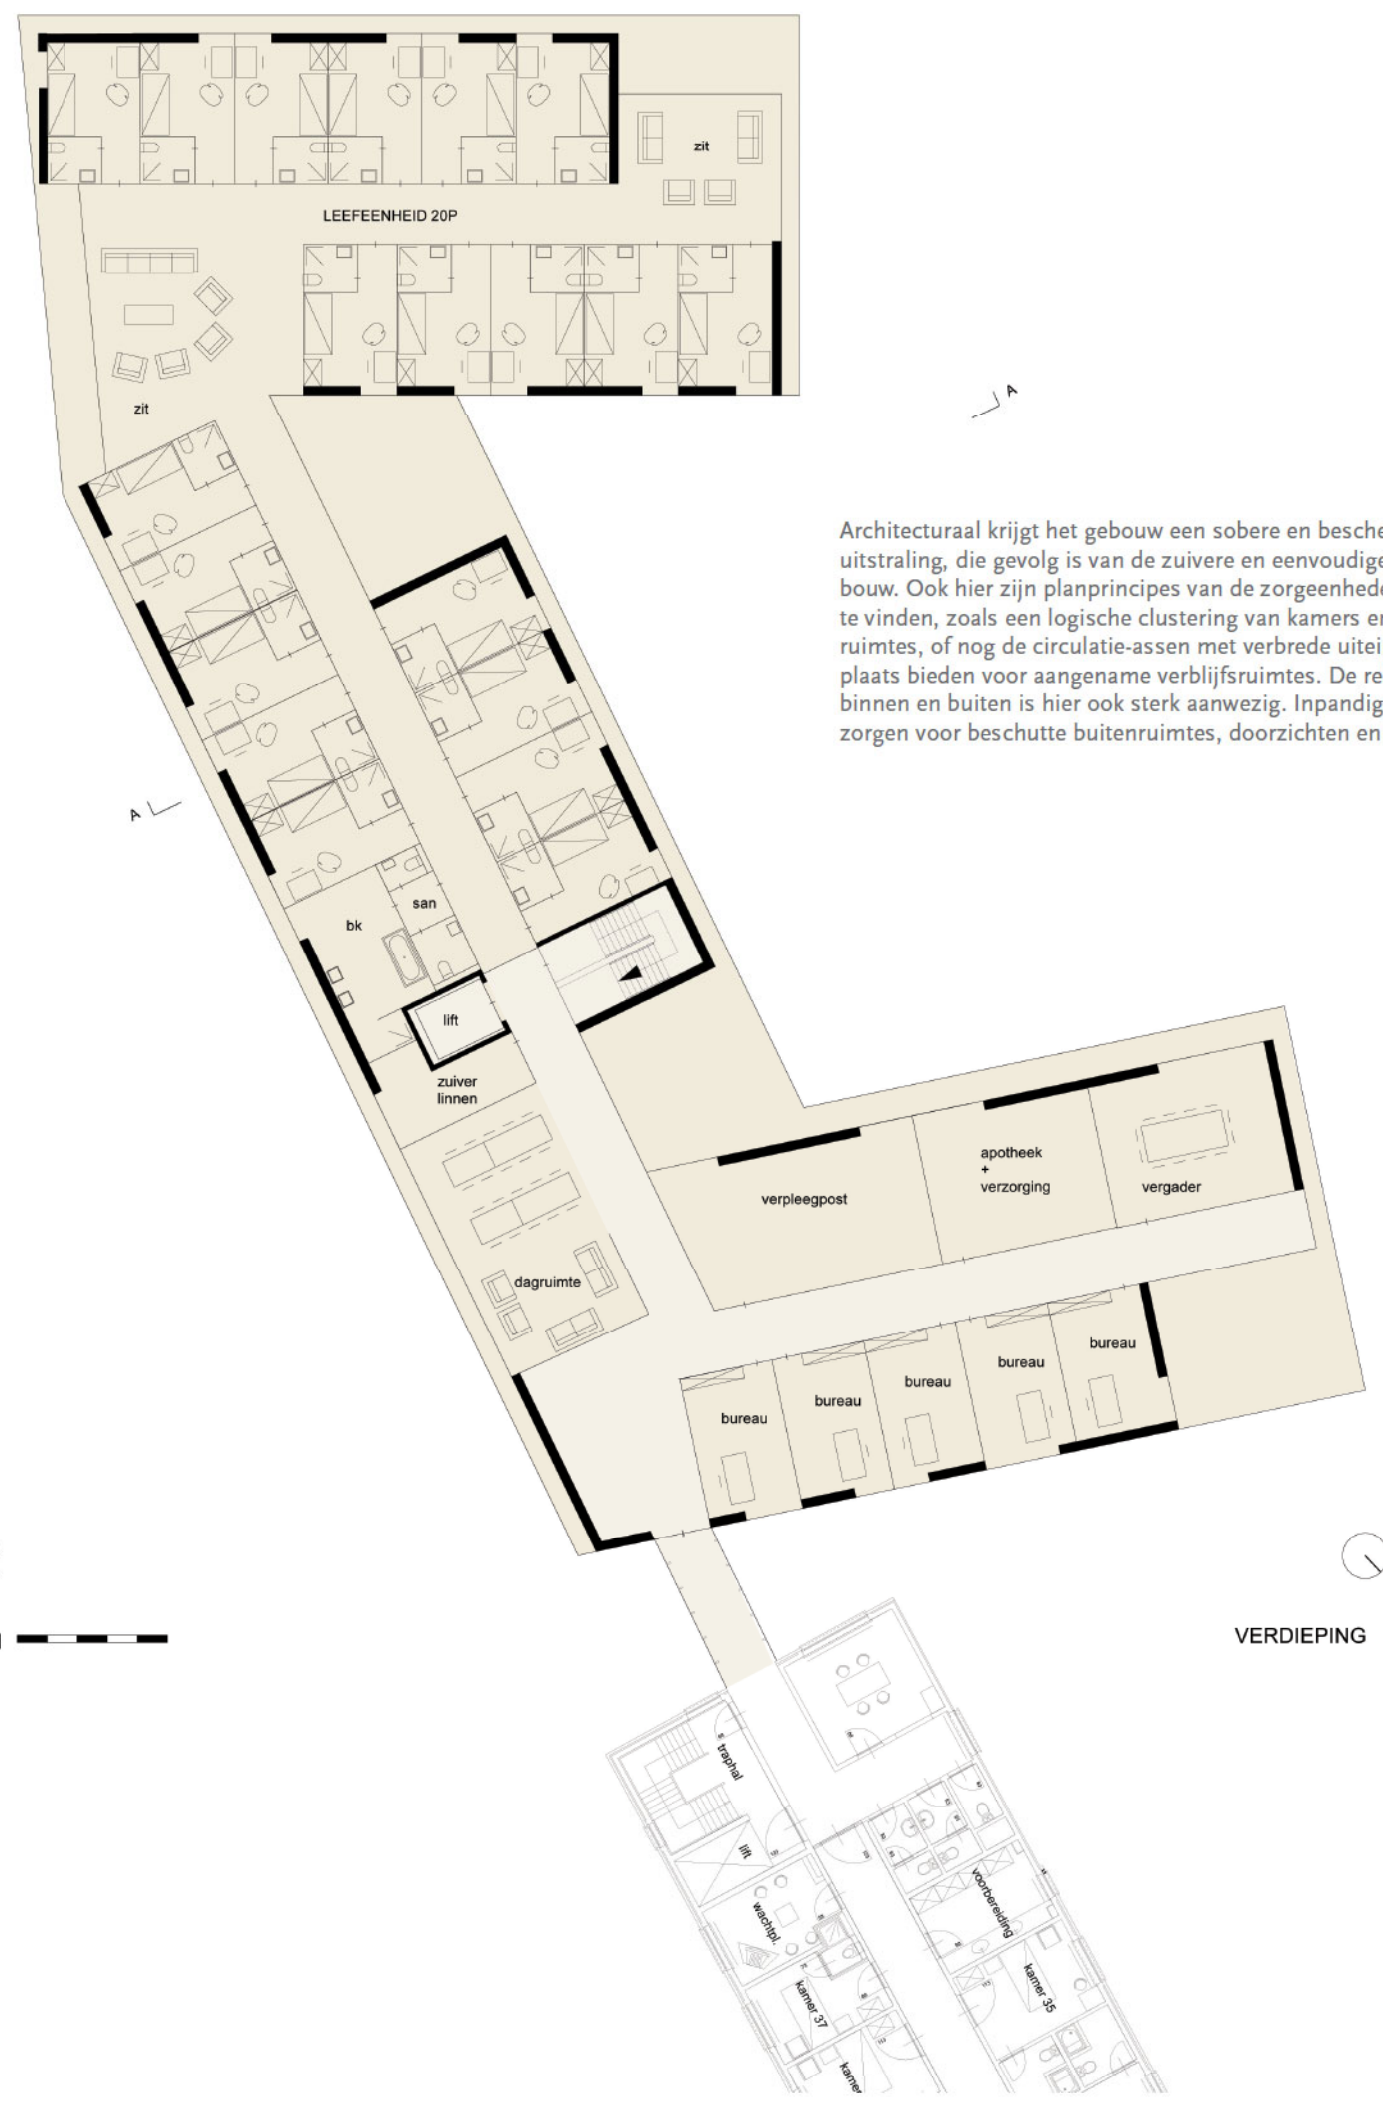 zit
LEEFEENHEID 20P
zit
A
Architecturaal krijgt het gebouw een sobere en besche
uitstraling, die gevolg is van de zuivere en eenvoudige
bouw. Ook hier zijn planprincipes van de zorgeenhede
te vinden, zoals een logische clustering van kamers en
ruimtes, of nog de circulatie-assen met verbrede uitei
plaats bieden voor aangename verblijfsruimtes. De re
binnen en buiten is hier ook sterk aanwezig. Inpandig
zorgen voor beschutte buitenruimtes, doorzichten en
A
san
bk
lift
zuiver
linnen
apotheek
+
verzorging
verpleegpost
vergader
dagruimte
bureau
bureau
bureau
bureau
bureau
VERDIEPING
traphal
lift
wachtpl.
voorbereiding
kamer 37
kamer 35
kamer